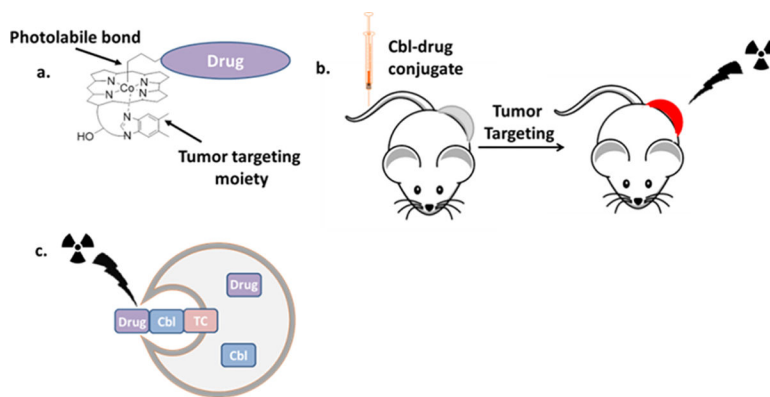 Photolabile bond
a.
Drug
N
N
Co
N
N
N
N
HO
Tumor targeting
moiety
b.
Cbl-drug
conjugate
Tumor
Targeting
c.
Drug
Cbl
TC
Drug
Cbl